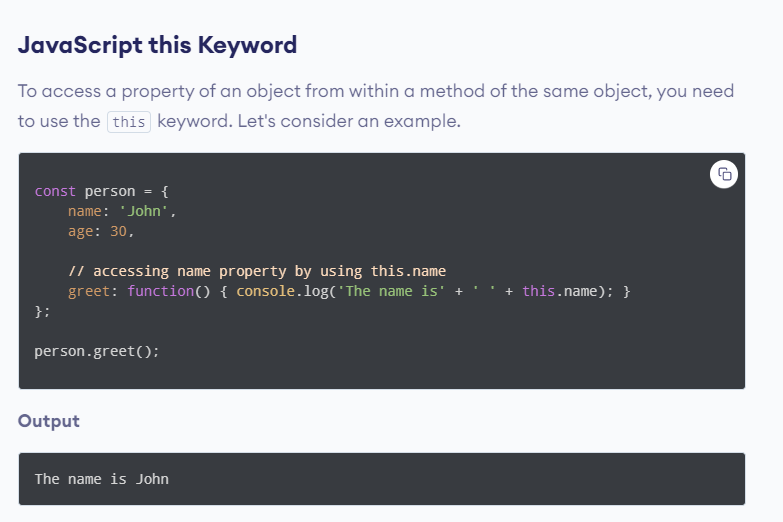 JavaScript this Keyword
To access a property of an object from within a method of the same object, you need
to use the this keyword. Let's consider an example.
const person = {
    name: 'John',
    age: 30,
    // accessing name property by using this.name
    greet: function() { console.log('The name is' + ' ' + this.name); }
};
person.greet();
Output
The name is John